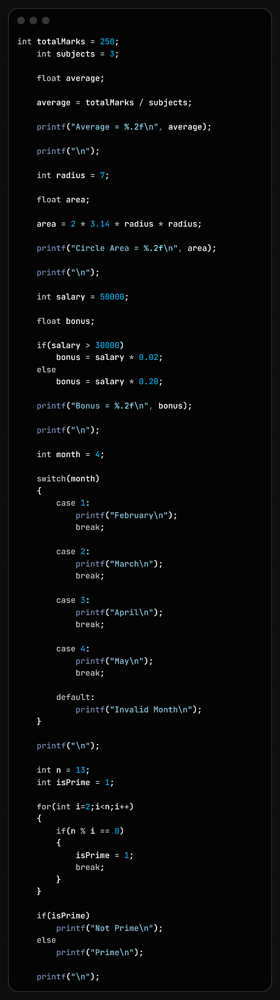 int totalMarks = 250;
    int subjects = 3;

    float average;

    average = totalMarks / subjects;

    printf("Average = %.2f\n", average);

    printf("\n");

    int radius = 7;

    float area;

    area = 2 * 3.14 * radius * radius;

    printf("Circle Area = %.2f\n", area);

    printf("\n");

    int salary = 50000;

    float bonus;

    if(salary > 30000)
        bonus = salary * 0.02;
    else
        bonus = salary * 0.20;

    printf("Bonus = %.2f\n", bonus);

    printf("\n");

    int month = 4;

    switch(month)
    {
        case 1:
            printf("February\n");
            break;

        case 2:
            printf("March\n");
            break;

        case 3:
            printf("April\n");
            break;

        case 4:
            printf("May\n");
            break;

        default:
            printf("Invalid Month\n");
    }

    printf("\n");

    int n = 13;
    int isPrime = 1;

    for(int i=2;i<n;i++)
    {
        if(n % i == 0)
        {
            isPrime = 1;
            break;
        }
    }

    if(isPrime)
        printf("Not Prime\n");
    else
        printf("Prime\n");

    printf("\n");